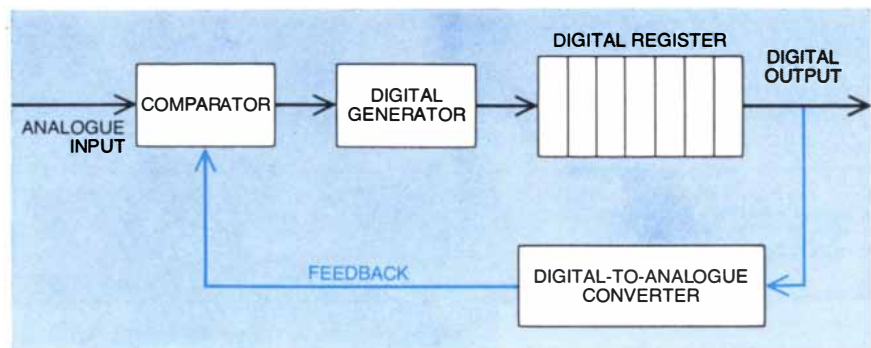 DIGITAL REGISTER
DIGITAL
OUTPUT
COMPARATOR
DIGITAL
GENERATOR
ANALOGUE
INPUT
FEEDBACK
DIGITAL-TO-ANALOGUE
CONVERTER